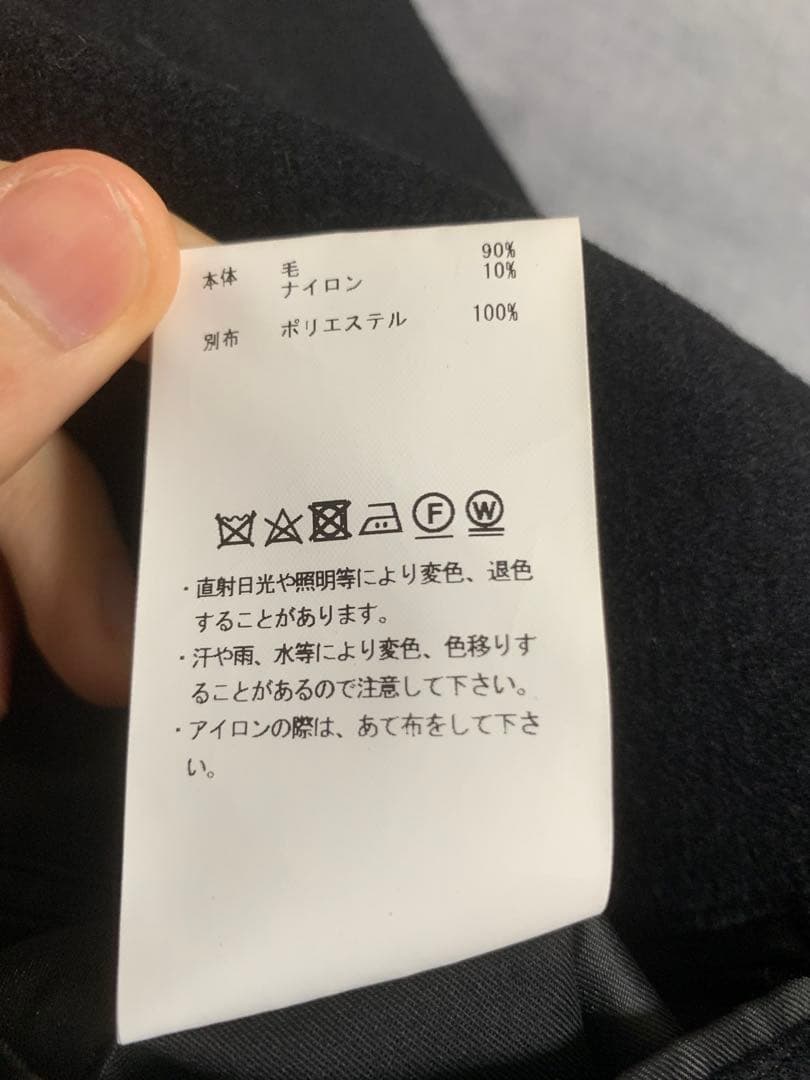 本体 毛 90%
ナイロン 10%
別布 ポリエステル 100%
F W
・直射日光や照明等により変色、退色
することがあります。
・汗や雨、水等により変色、色移りす
ることがあるので注意して下さい。
・アイロンの際は、あて布をして下さ
い。